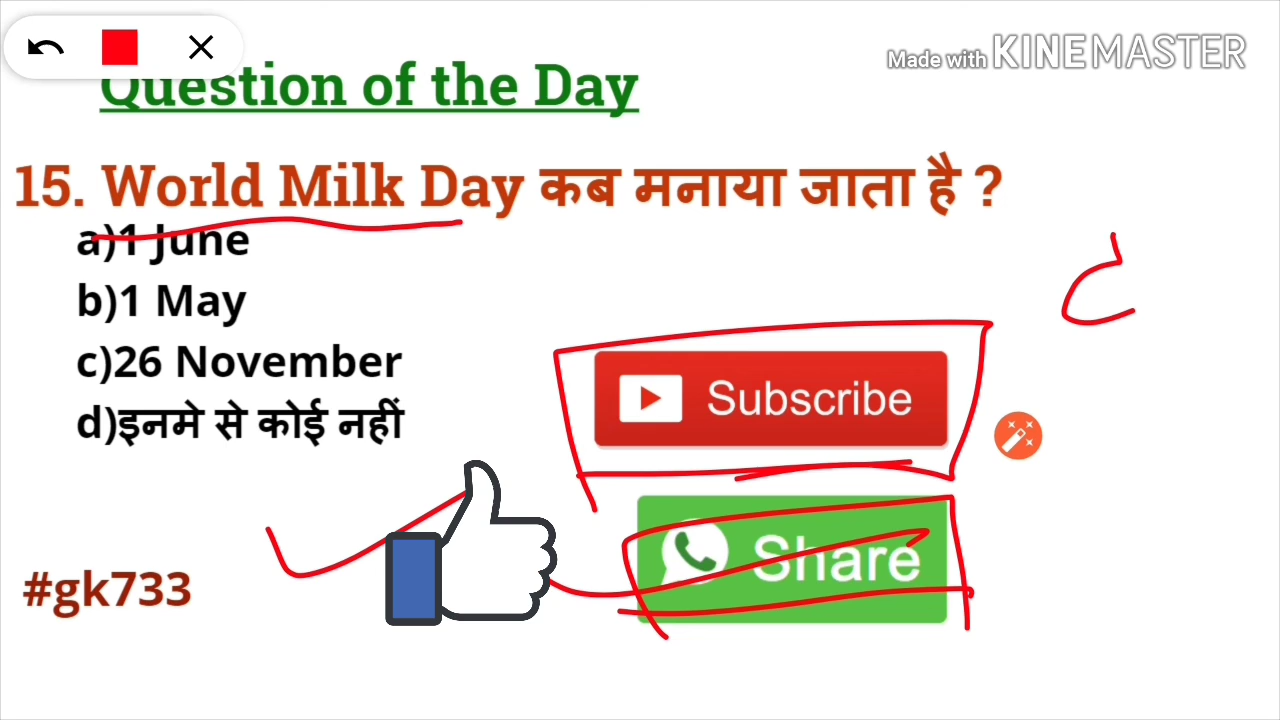 Made with KINEMASTER
Question of the Day
15. World Milk Day कब मनाया जाता है ?
a)1 June
b)1 May
c)26 November
d)इनमे से कोई नहीं
Subscribe
Share
#gk733